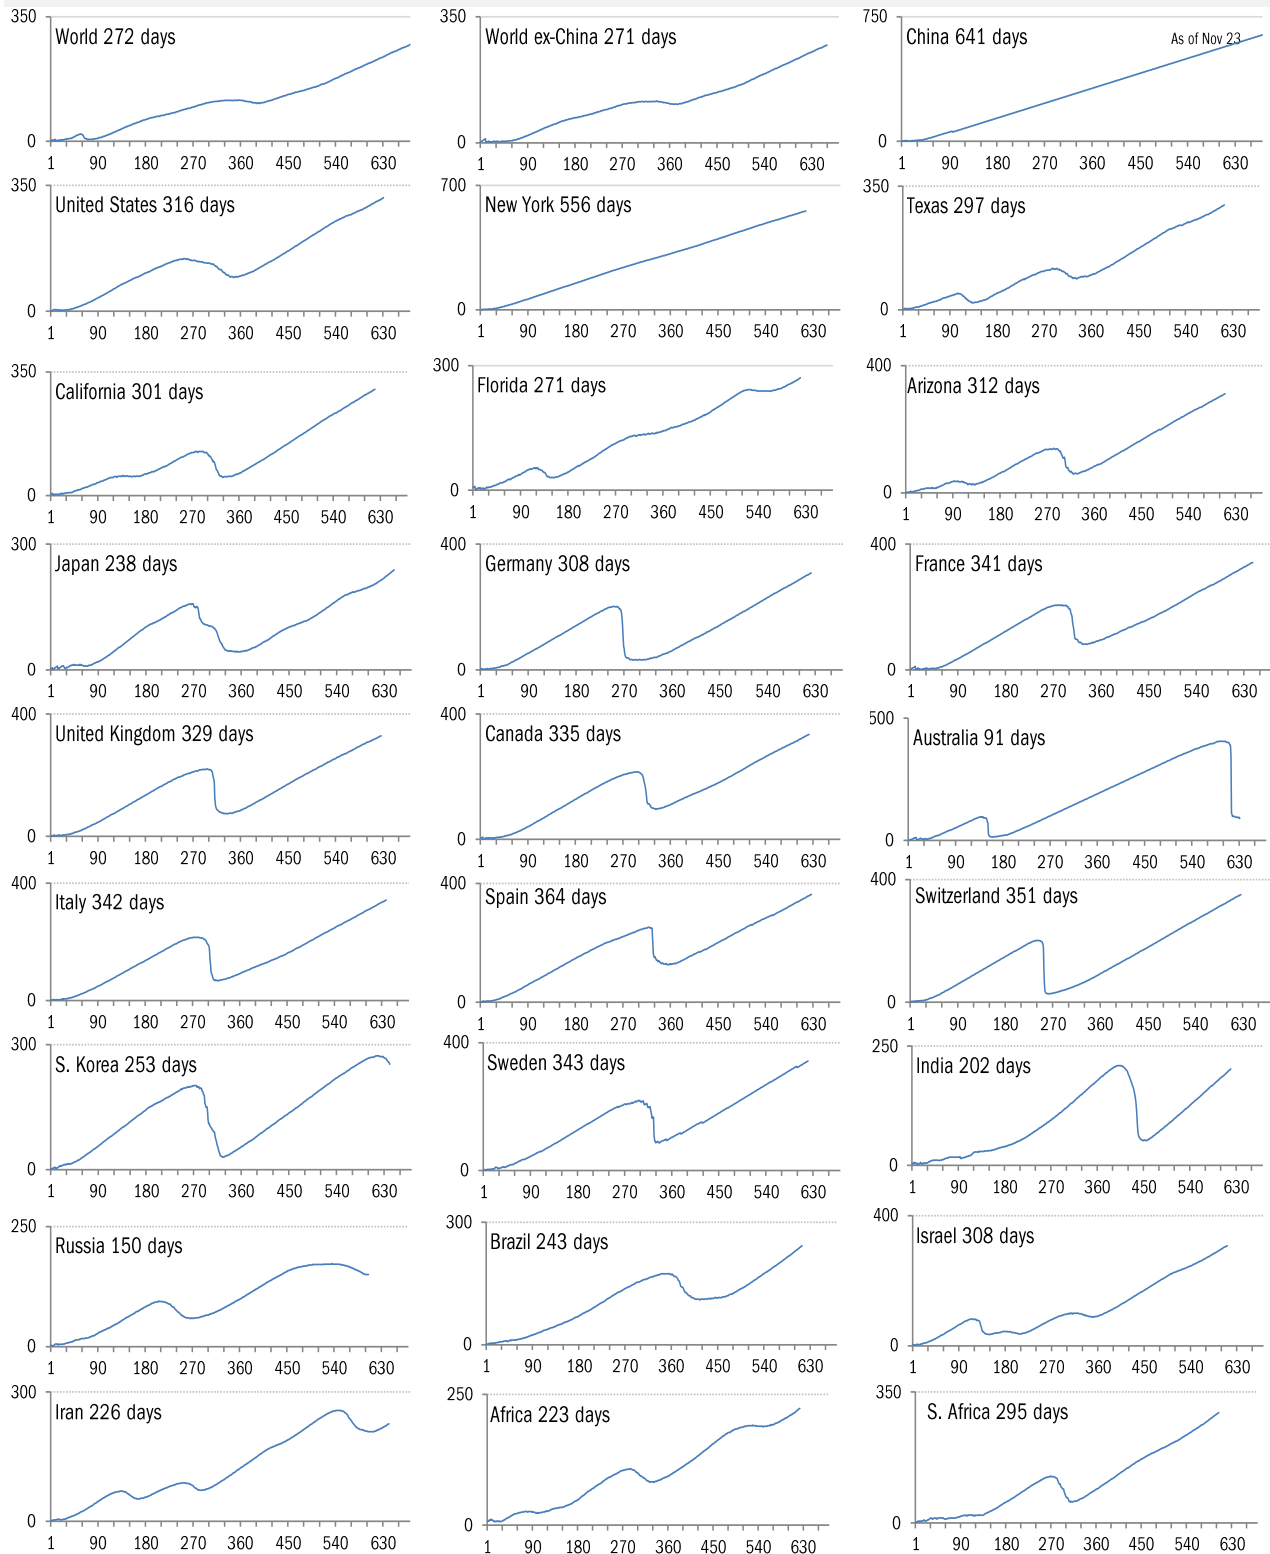 350 350 750
World 272 days World ex-China 271 days China 641 days
As of Nov 23
0 0 0
1 90 180 270 360 450 540 630 1 90 180 270 360 450 540 630 1 90 180 270 360 450 540 630
350 700 350
United States 316 days New York 556 days Texas 297 days
0 0 0
1 90 180 270 360 450 540 630 1 90 180 270 360 450 540 630 1 90 180 270 360 450 540 630
350 300 400
California 301 days Florida 271 days Arizona 312 days
0 0 0
1 90 180 270 360 450 540 630 1 90 180 270 360 450 540 630 1 90 180 270 360 450 540 630
300 400 400
Japan 238 days Germany 308 days France 341 days
0 0 0
1 90 180 270 360 450 540 630 1 90 180 270 360 450 540 630 1 90 180 270 360 450 540 630
400 400 500
United Kingdom 329 days Canada 335 days Australia 91 days
0 0 0
1 90 180 270 360 450 540 630 1 90 180 270 360 450 540 630 1 90 180 270 360 450 540 630
400 400 400
Italy 342 days Spain 364 days Switzerland 351 days
0 0 0
1 90 180 270 360 450 540 630 1 90 180 270 360 450 540 630 1 90 180 270 360 450 540 630
300 400 250
S. Korea 253 days Sweden 343 days India 202 days
0 0 0
1 90 180 270 360 450 540 630 1 90 180 270 360 450 540 630 1 90 180 270 360 450 540 630
250 300 400
Russia 150 days Brazil 243 days Israel 308 days
0 0 0
1 90 180 270 360 450 540 630 1 90 180 270 360 450 540 630 1 90 180 270 360 450 540 630
300 250 350
Iran 226 days Africa 223 days S. Africa 295 days
0 0 0
1 90 180 270 360 450 540 630 1 90 180 270 360 450 540 630 1 90 180 270 360 450 540 630